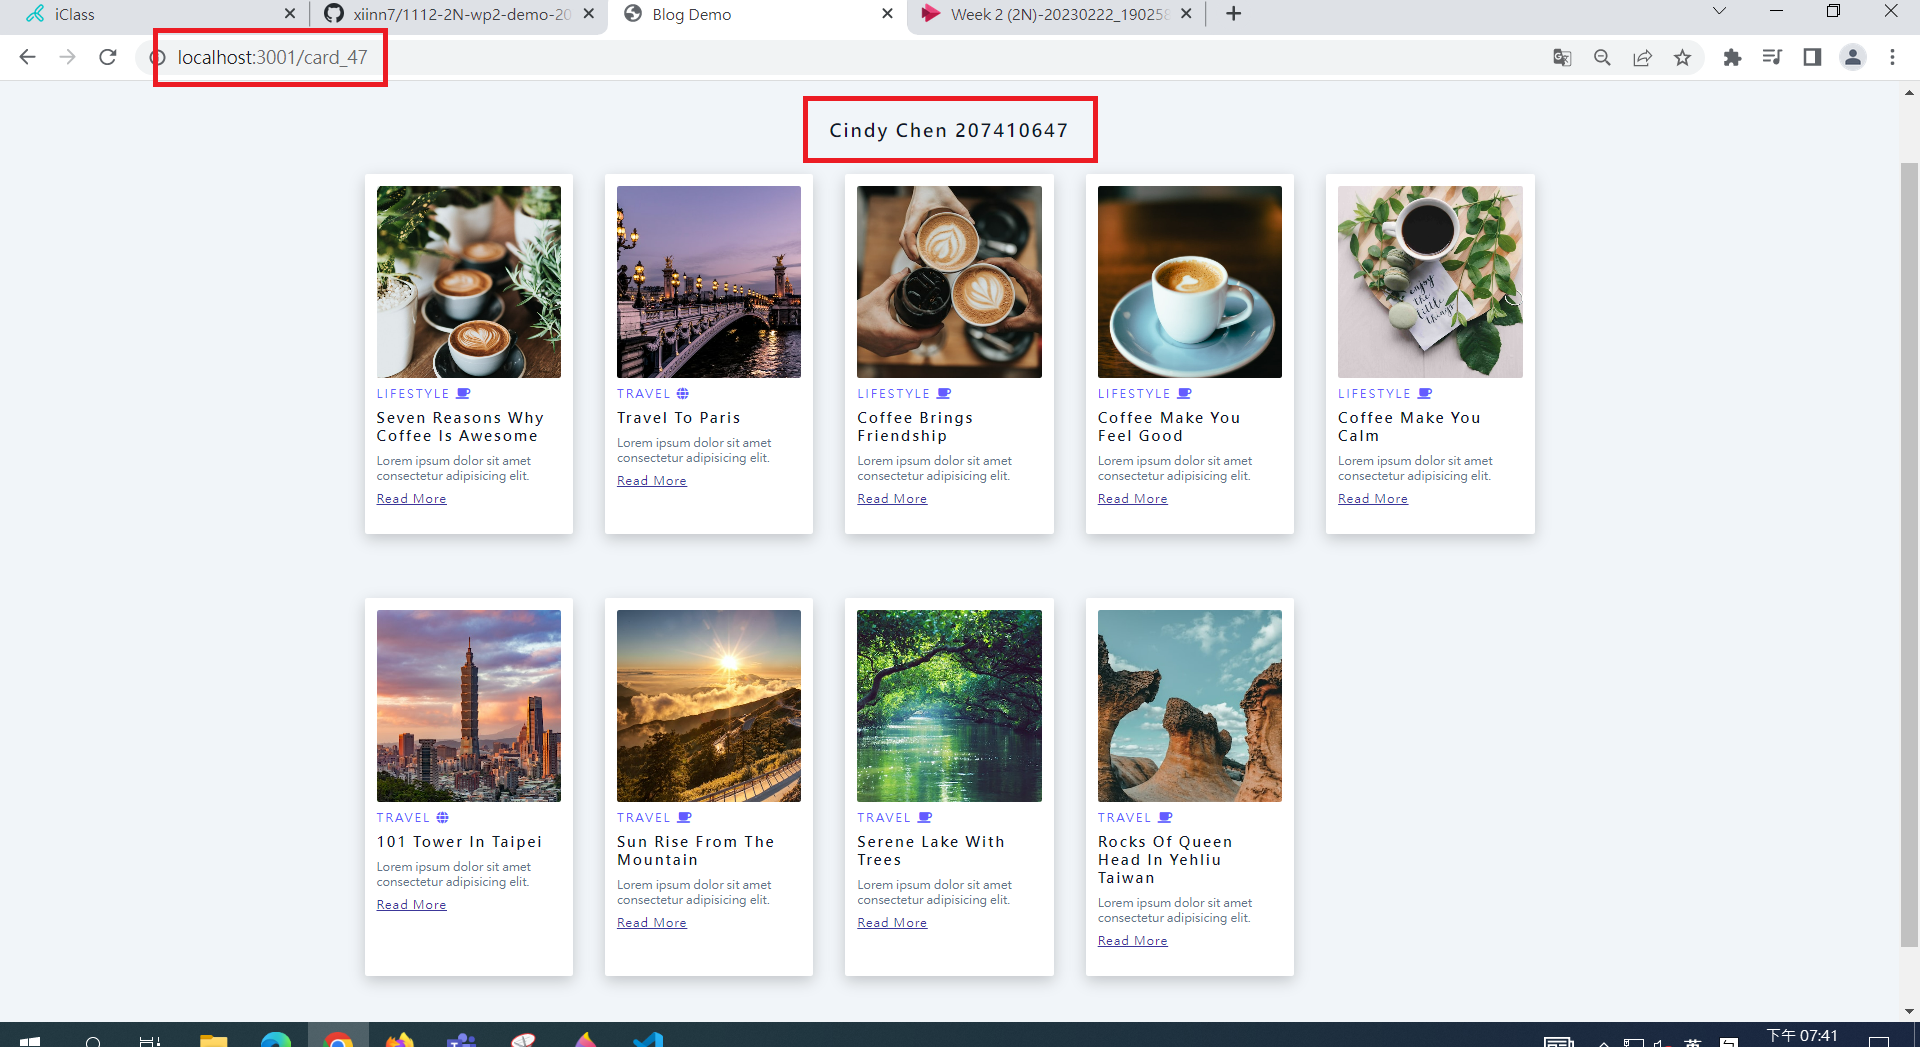 iClass
xiinn7/1112-2N-wp2-demo-20
Blog Demo
Week 2 (2N)-20230222_190258
localhost:3001/card_47
Cindy Chen 207410647
LIFESTYLE
Seven Reasons Why
Coffee Is Awesome
Lorem ipsum dolor sit amet
consectetur adipisicing elit.
Read More
TRAVEL
Travel To Paris
Lorem ipsum dolor sit amet
consectetur adipisicing elit.
Read More
LIFESTYLE
Coffee Brings
Friendship
Lorem ipsum dolor sit amet
consectetur adipisicing elit.
Read More
LIFESTYLE
Coffee Make You
Feel Good
Lorem ipsum dolor sit amet
consectetur adipisicing elit.
Read More
enjoy
the
little
things
LIFESTYLE
Coffee Make You
Calm
Lorem ipsum dolor sit amet
consectetur adipisicing elit.
Read More
TRAVEL
101 Tower In Taipei
Lorem ipsum dolor sit amet
consectetur adipisicing elit.
Read More
TRAVEL
Sun Rise From The
Mountain
Lorem ipsum dolor sit amet
consectetur adipisicing elit.
Read More
TRAVEL
Serene Lake With
Trees
Lorem ipsum dolor sit amet
consectetur adipisicing elit.
Read More
TRAVEL
Rocks Of Queen
Head In Yehliu
Taiwan
Lorem ipsum dolor sit amet
consectetur adipisicing elit.
Read More
英
下午 07:41